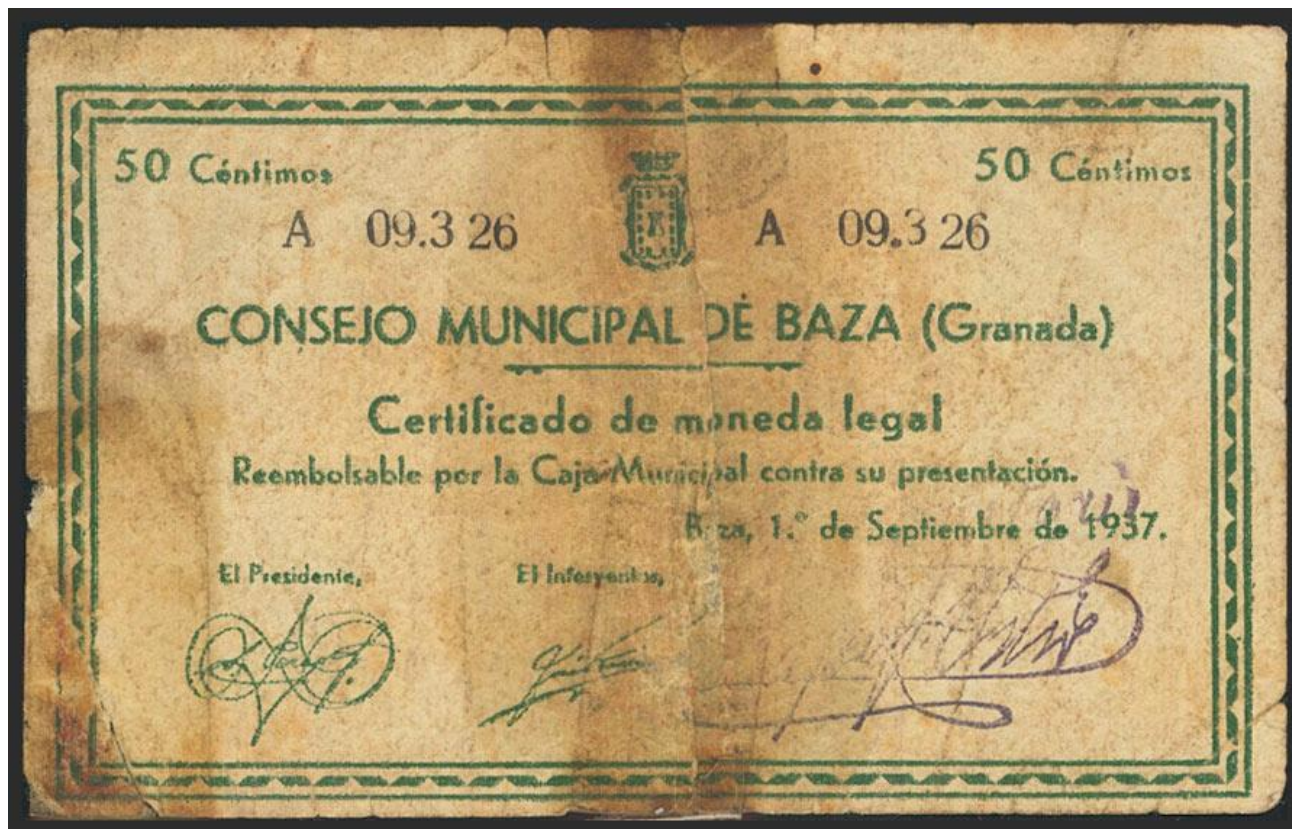 50 Céntimos 50 Céntimos
A 09.3 26 A 09.3 26
CONSEJO MUNICIPAL DE BAZA (Granada)
Certificado de moneda legal
Reembolsable por la Caja Municipal contra su presentación.
Baza, 1.º de Septiembre de 1937.
El Presidente, El Interventor,